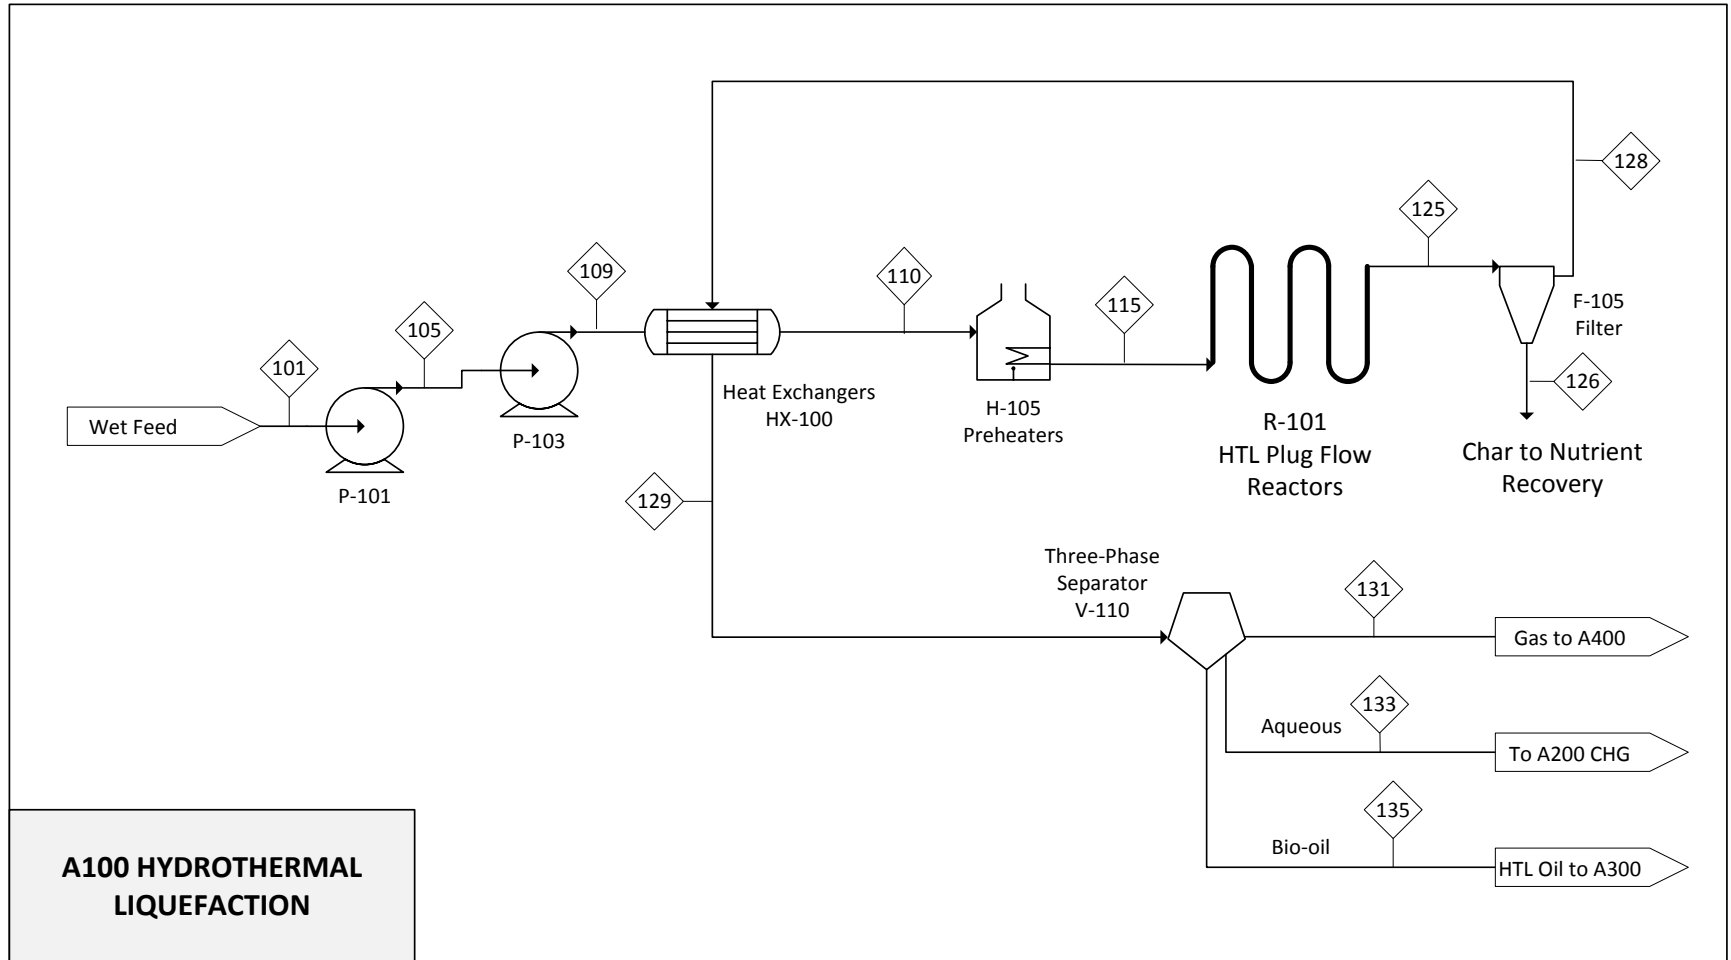 128
125
109
110
115
105
101
F-105
Filter
126
Wet Feed
P-101
P-103
Heat Exchangers
HX-100
H-105
Preheaters
R-101
HTL Plug Flow
Reactors
Char to Nutrient
Recovery
129
Three-Phase
Separator
V-110
131
Gas to A400
133
Aqueous
To A200 CHG
135
Bio-oil
HTL Oil to A300
A100 HYDROTHERMAL
LIQUEFACTION